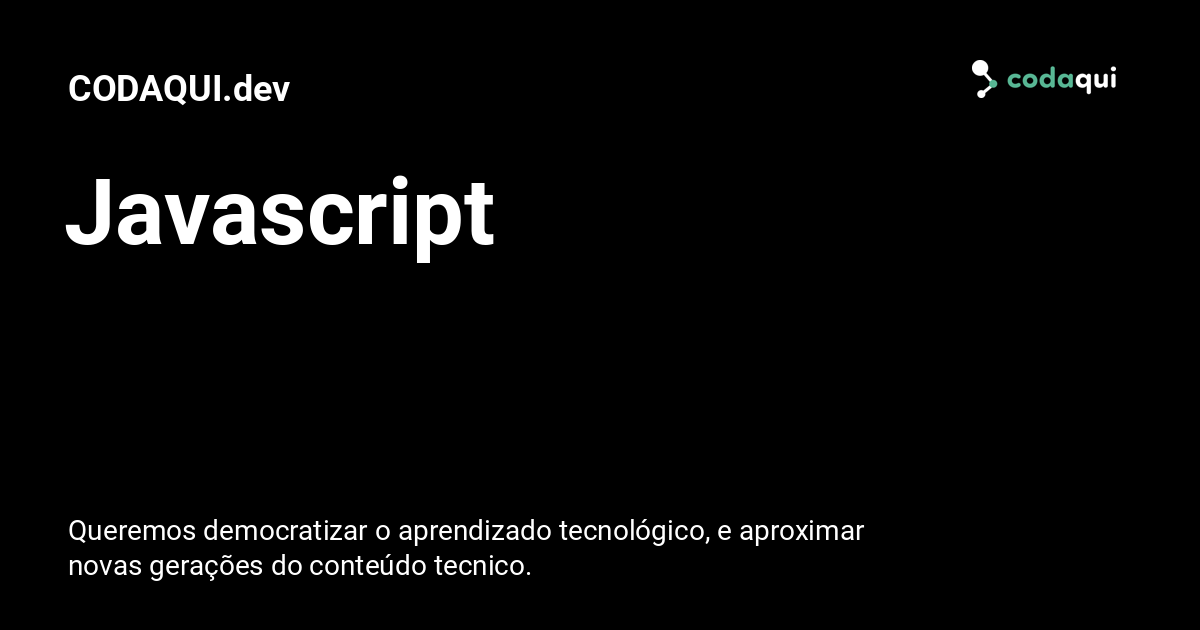 CODAQUI.dev
codaqui
Javascript
Queremos democratizar o aprendizado tecnológico, e aproximar
novas gerações do conteúdo tecnico.